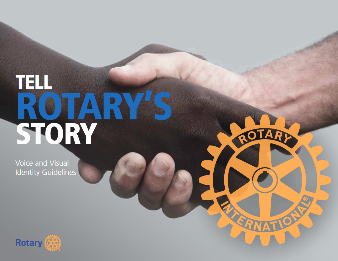 TELL
ROTARY'S
STORY
Voice and Visual
Identity Guidelines
ROTARY
INTERNATIONAL
Rotary